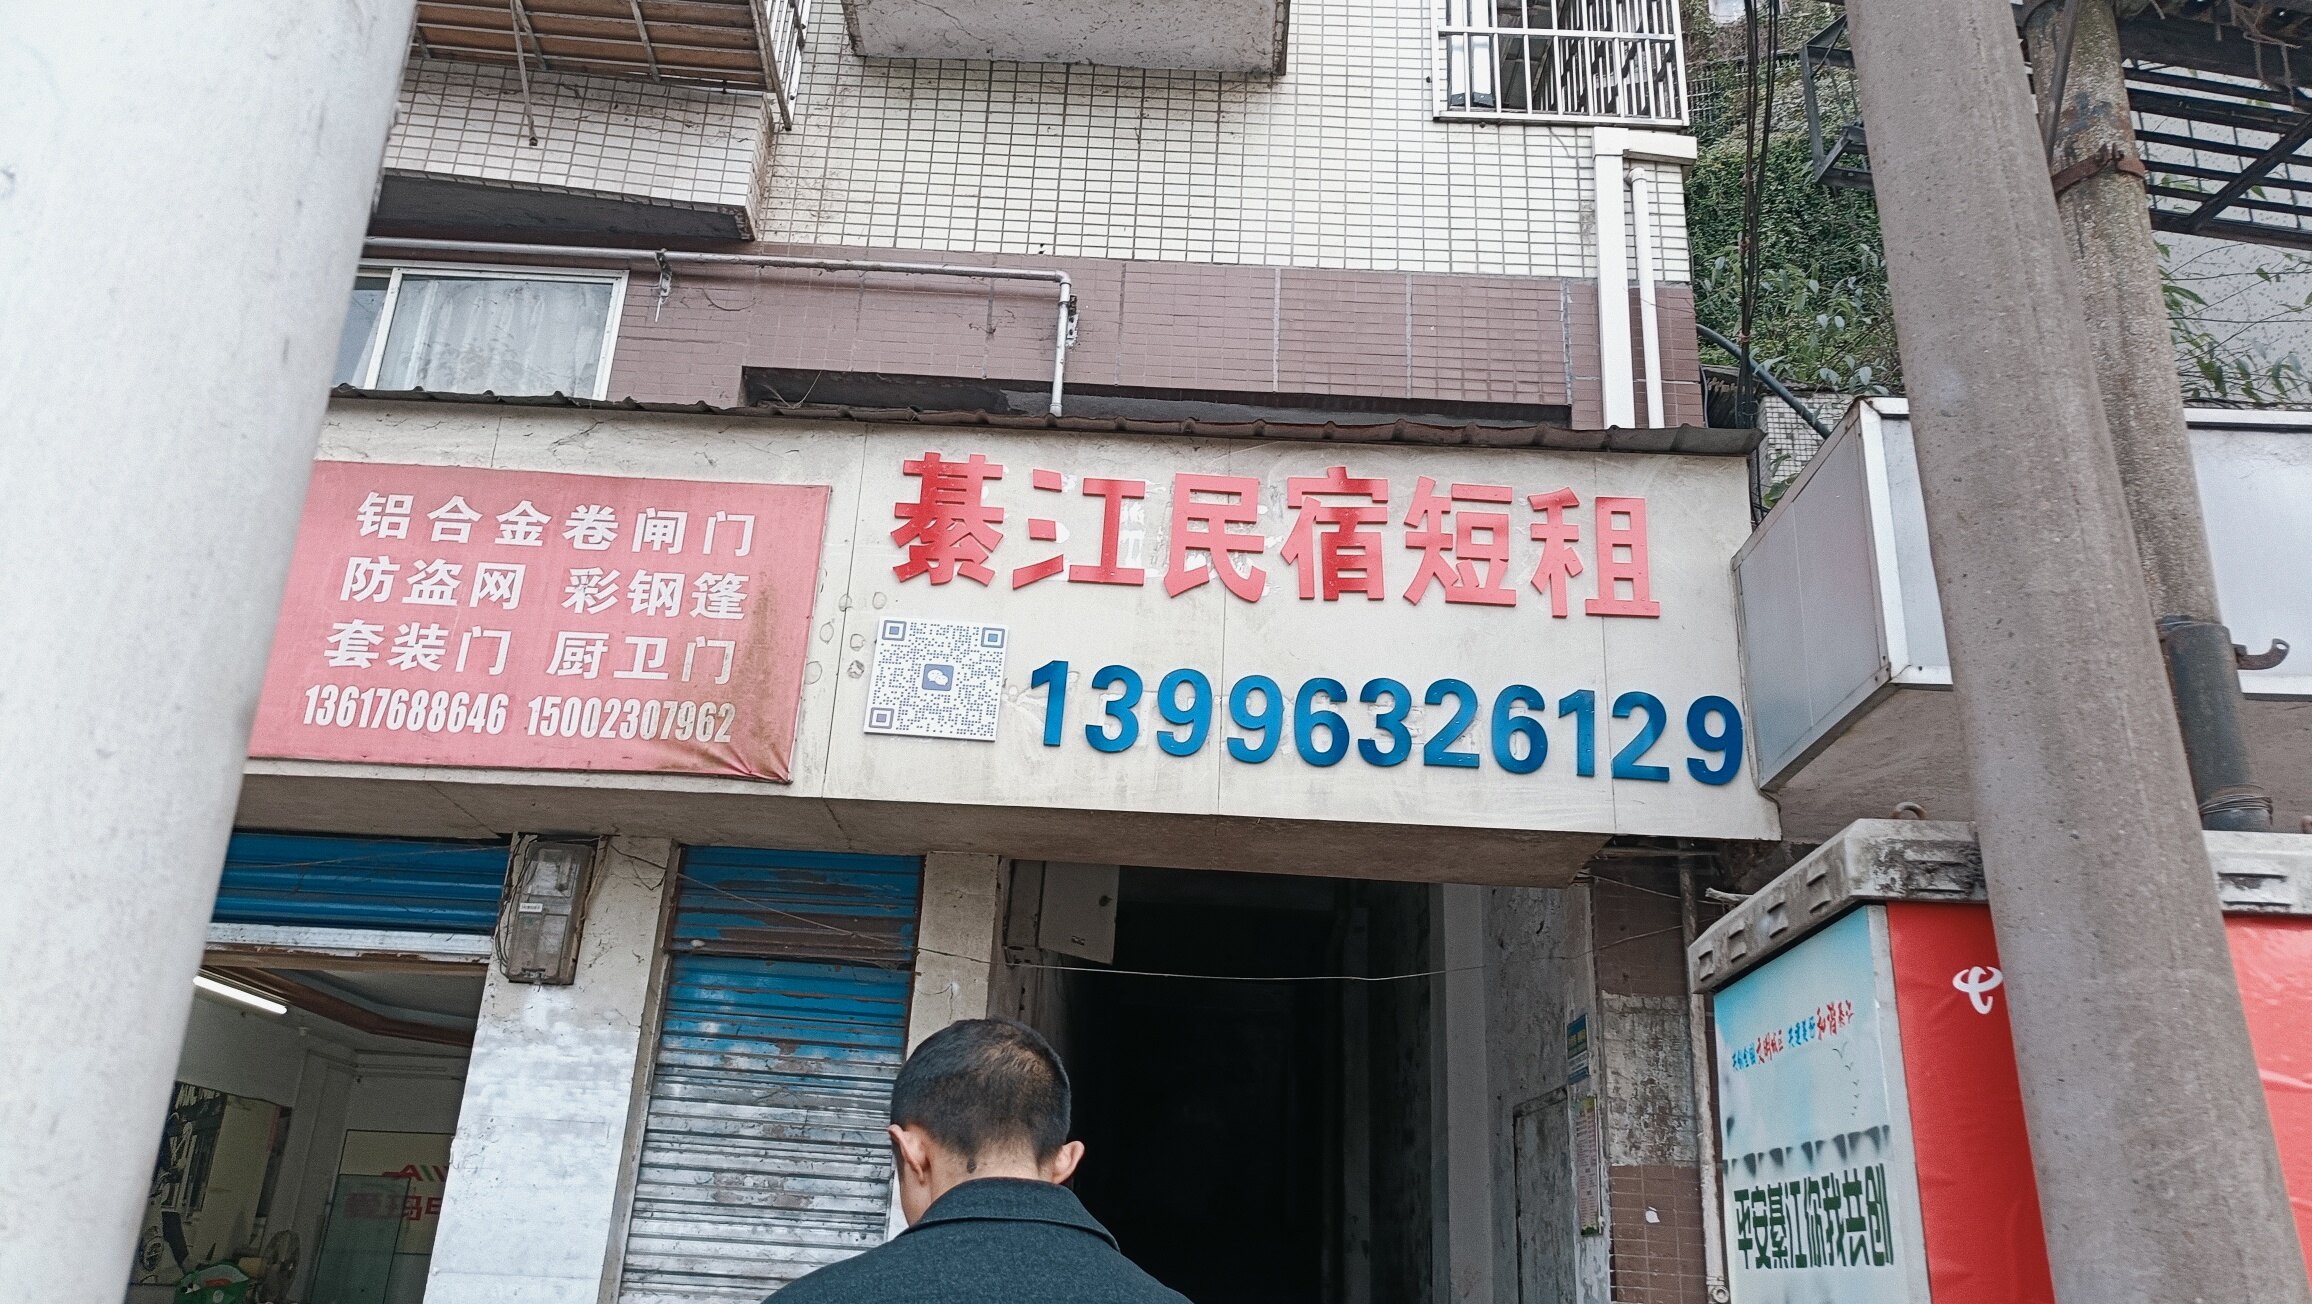 铝合金卷闸门
防盗网 彩钢篷
套装门 厨卫门
13617688646 15002307962
綦江民宿短租
13996326129
平安綦江你我共创